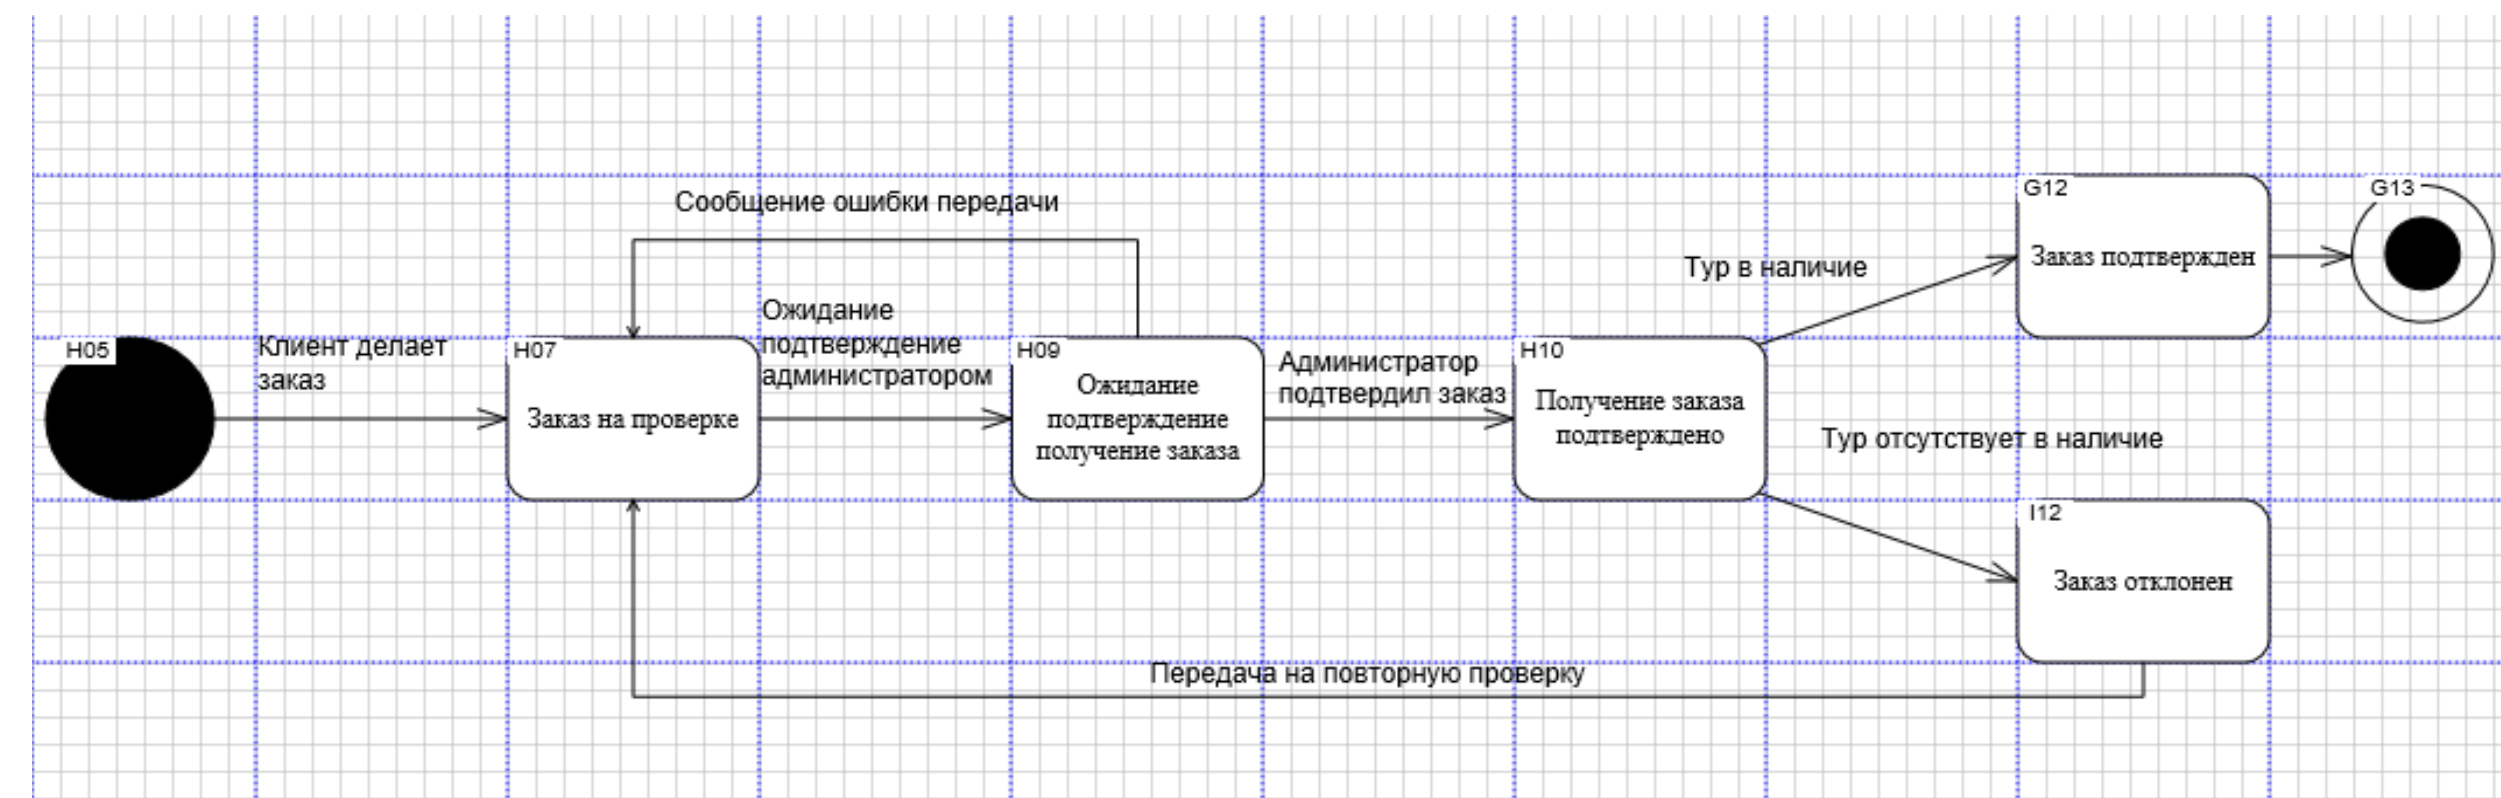 Сообщение ошибки передачи
G12
Заказ подтвержден
G13
Тур в наличие
H05
Клиент делает
заказ
H07
Заказ на проверке
Ожидание
подтверждение
администратором
H09
Ожидание
подтверждение
получение заказа
Администратор
подтвердил заказ
H10
Получение заказа
подтверждено
Тур отсутствует в наличие
I12
Заказ отклонен
Передача на повторную проверку